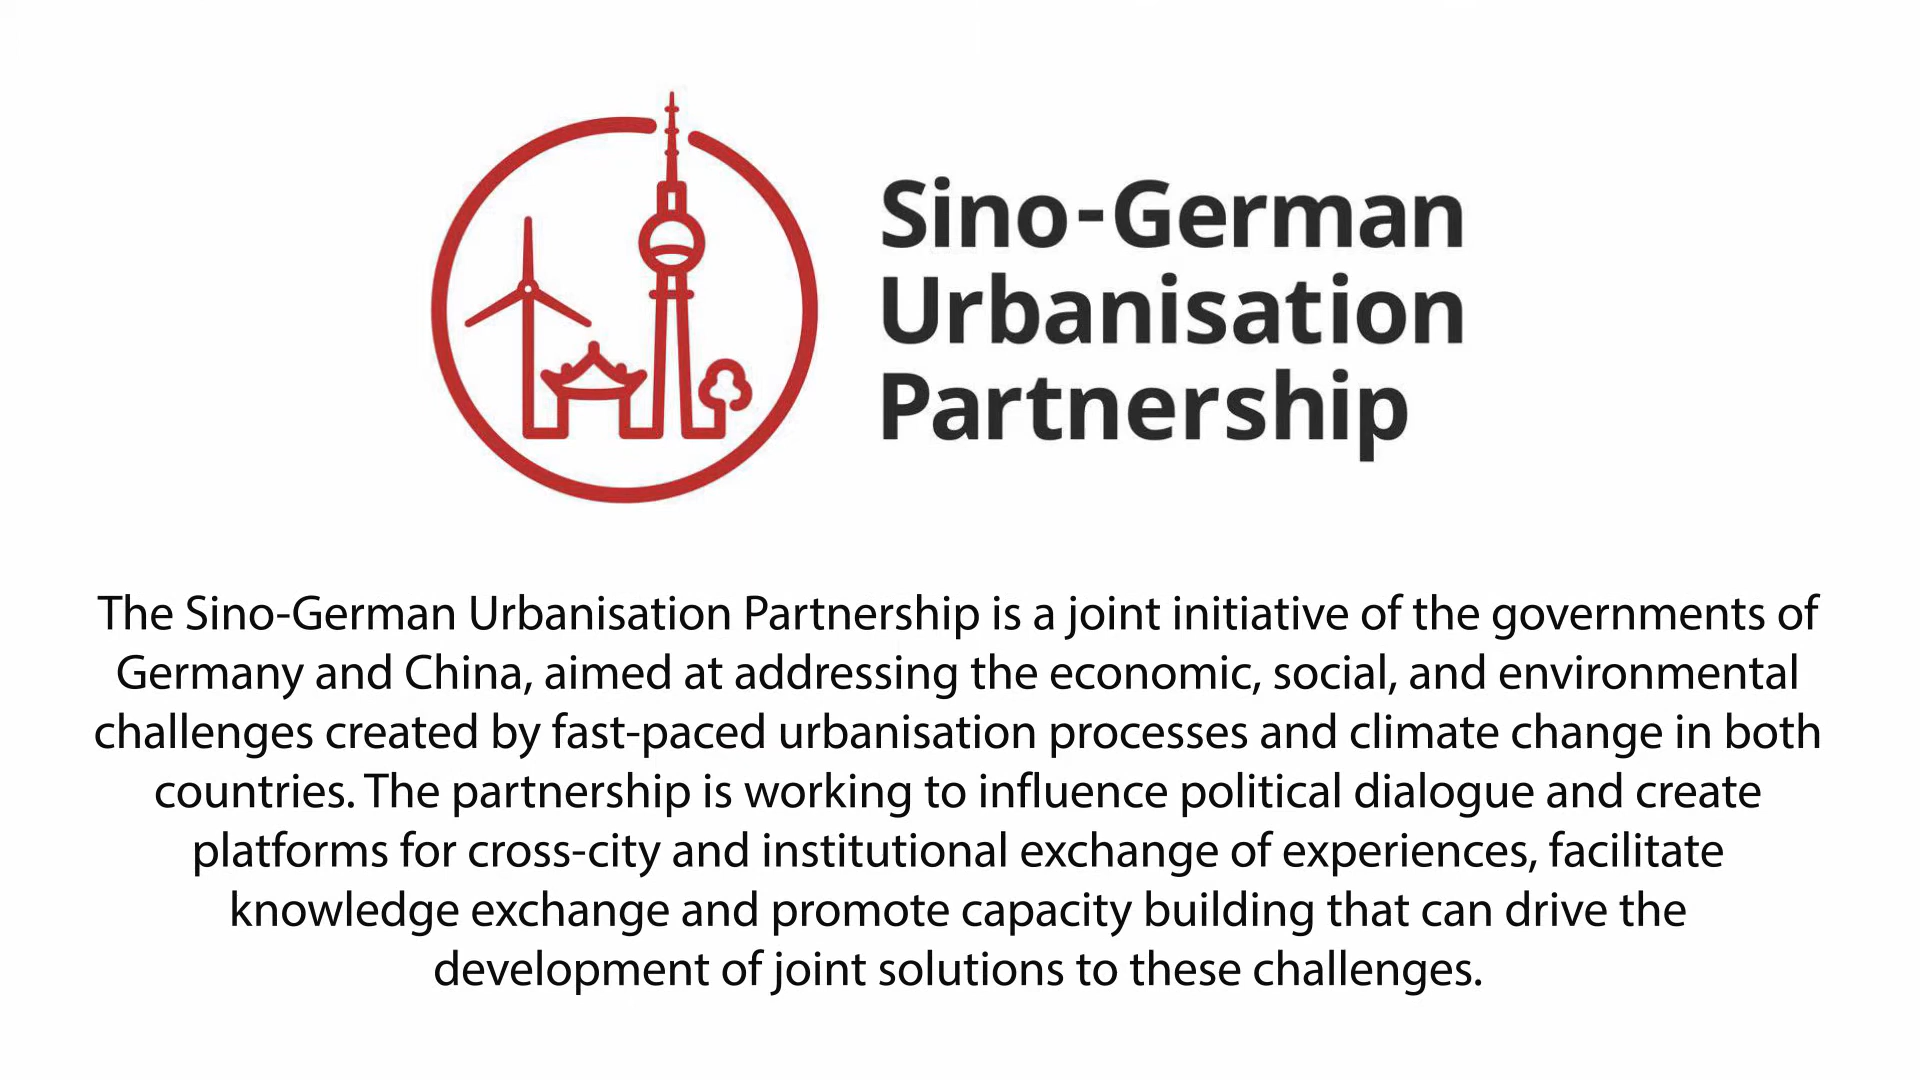 Sino-German
Urbanisation
Partnership
The Sino-German Urbanisation Partnership is a joint initiative of the governments of
Germany and China, aimed at addressing the economic, social, and environmental
challenges created by fast-paced urbanisation processes and climate change in both
countries. The partnership is working to influence political dialogue and create
platforms for cross-city and institutional exchange of experiences, facilitate
knowledge exchange and promote capacity building that can drive the
development of joint solutions to these challenges.